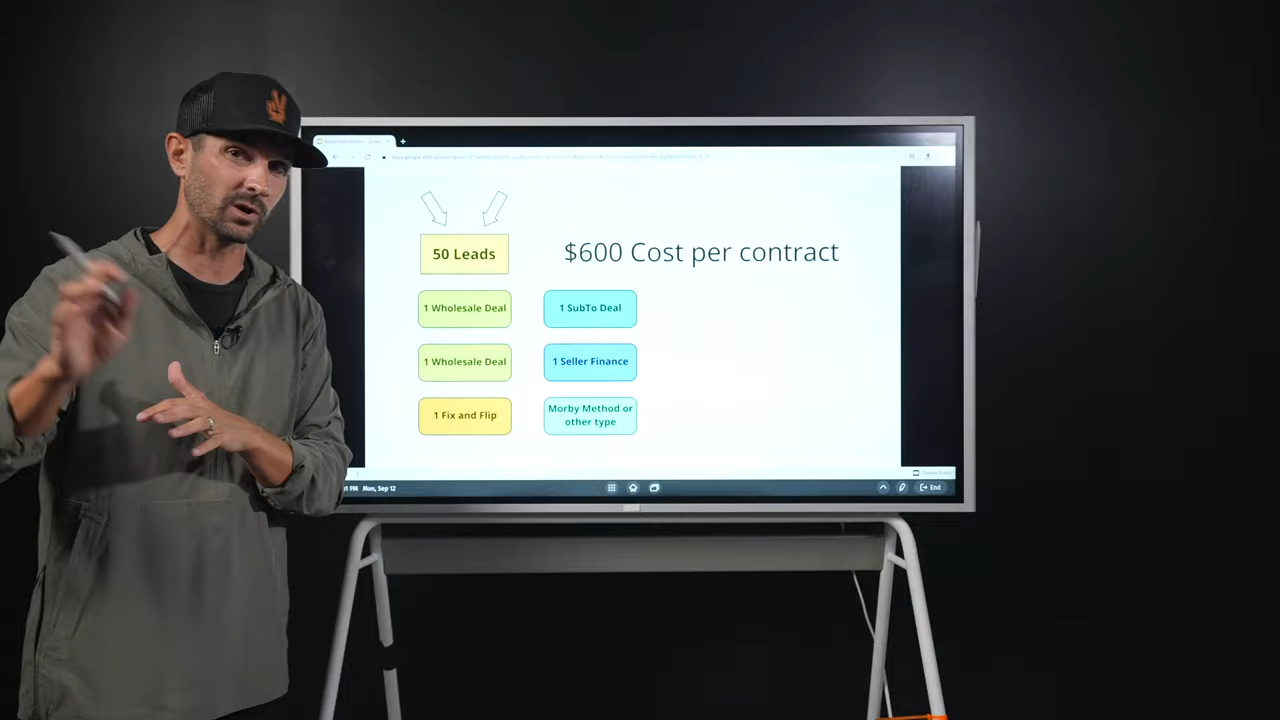 50 Leads
$600 Cost per contract
1 Wholesale Deal
1 SubTo Deal
1 Wholesale Deal
1 Seller Finance
1 Fix and Flip
Morby Method or
other type
PM Mon, Sep 12
End